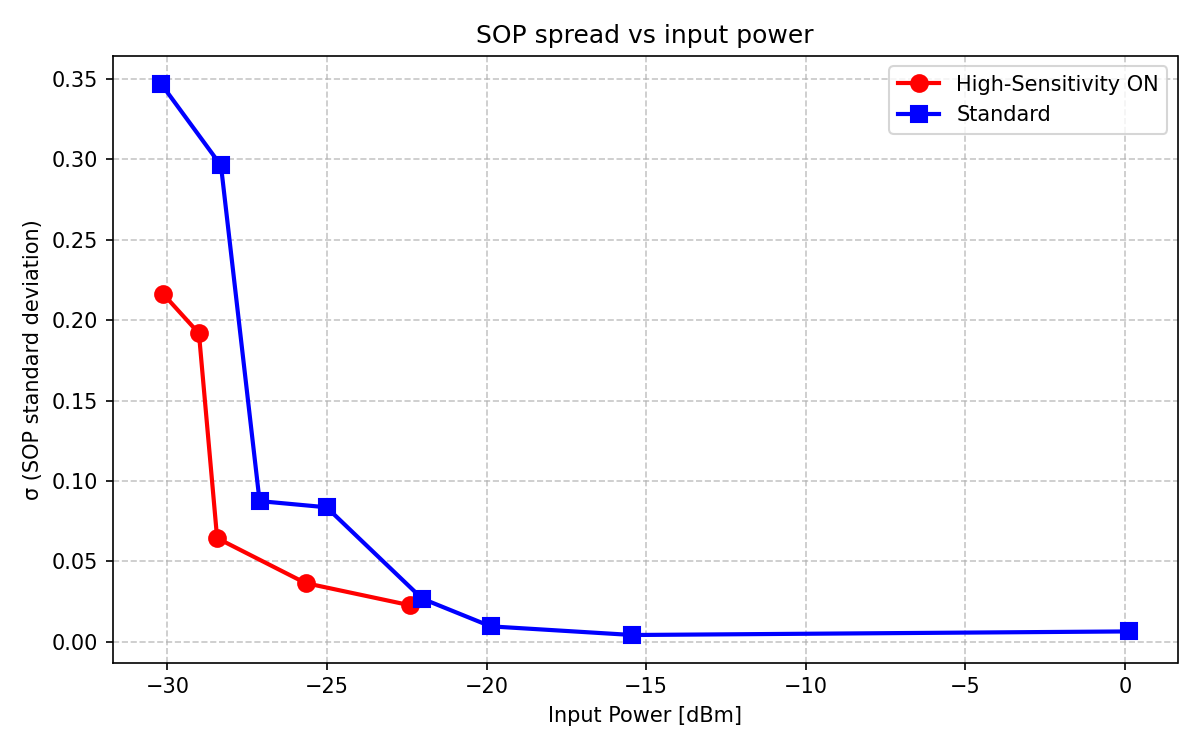 SOP spread vs input power
High-Sensitivity ON
Standard
σ (SOP standard deviation)
0.35
0.30
0.25
0.20
0.15
0.10
0.05
0.00
−30 −25 −20 −15 −10 −5 0
Input Power [dBm]